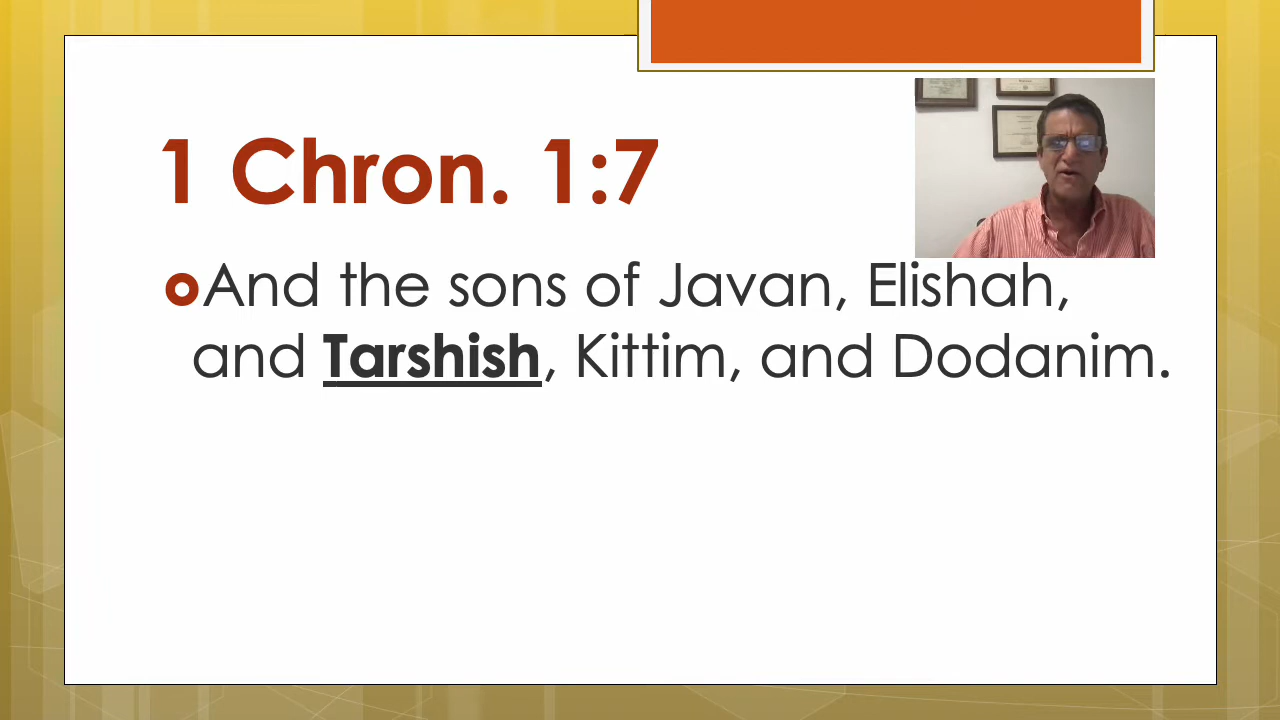 1 Chron. 1:7
And the sons of Javan, Elishah,
and Tarshish, Kittim, and Dodanim.